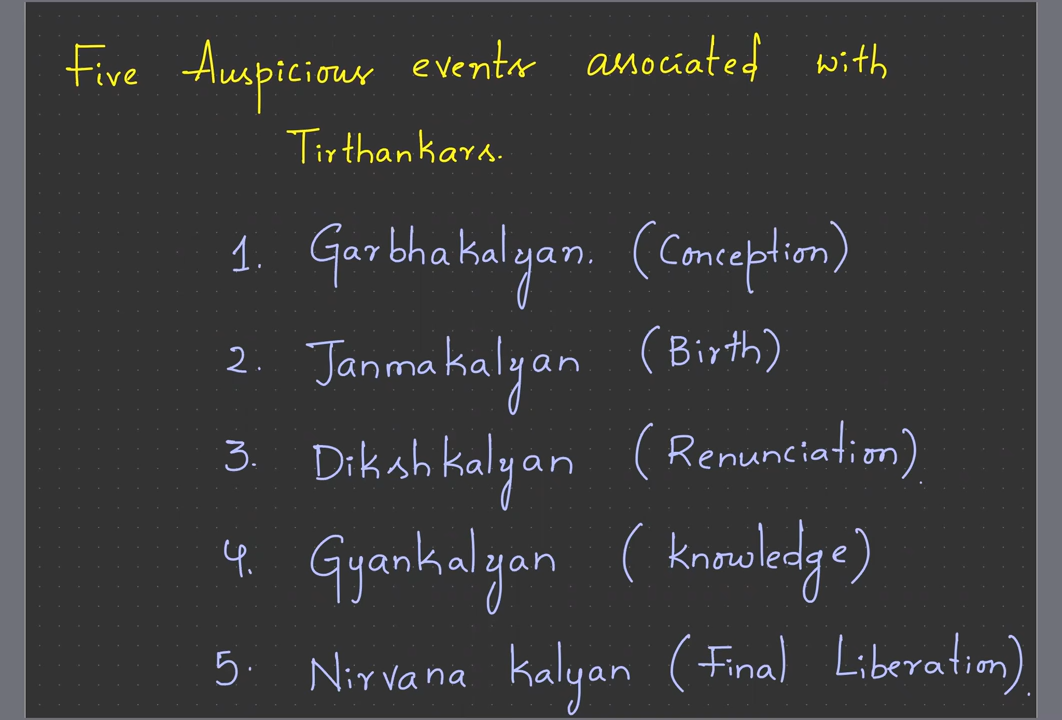 Five Auspicious events associated with
Tirthankars.
1. Garbhakalyan. (Conception)
2. Janmakalyan (Birth)
3. Dikshkalyan (Renunciation).
4. Gyankalyan (knowledge)
5. Nirvana kalyan (Final Liberation).